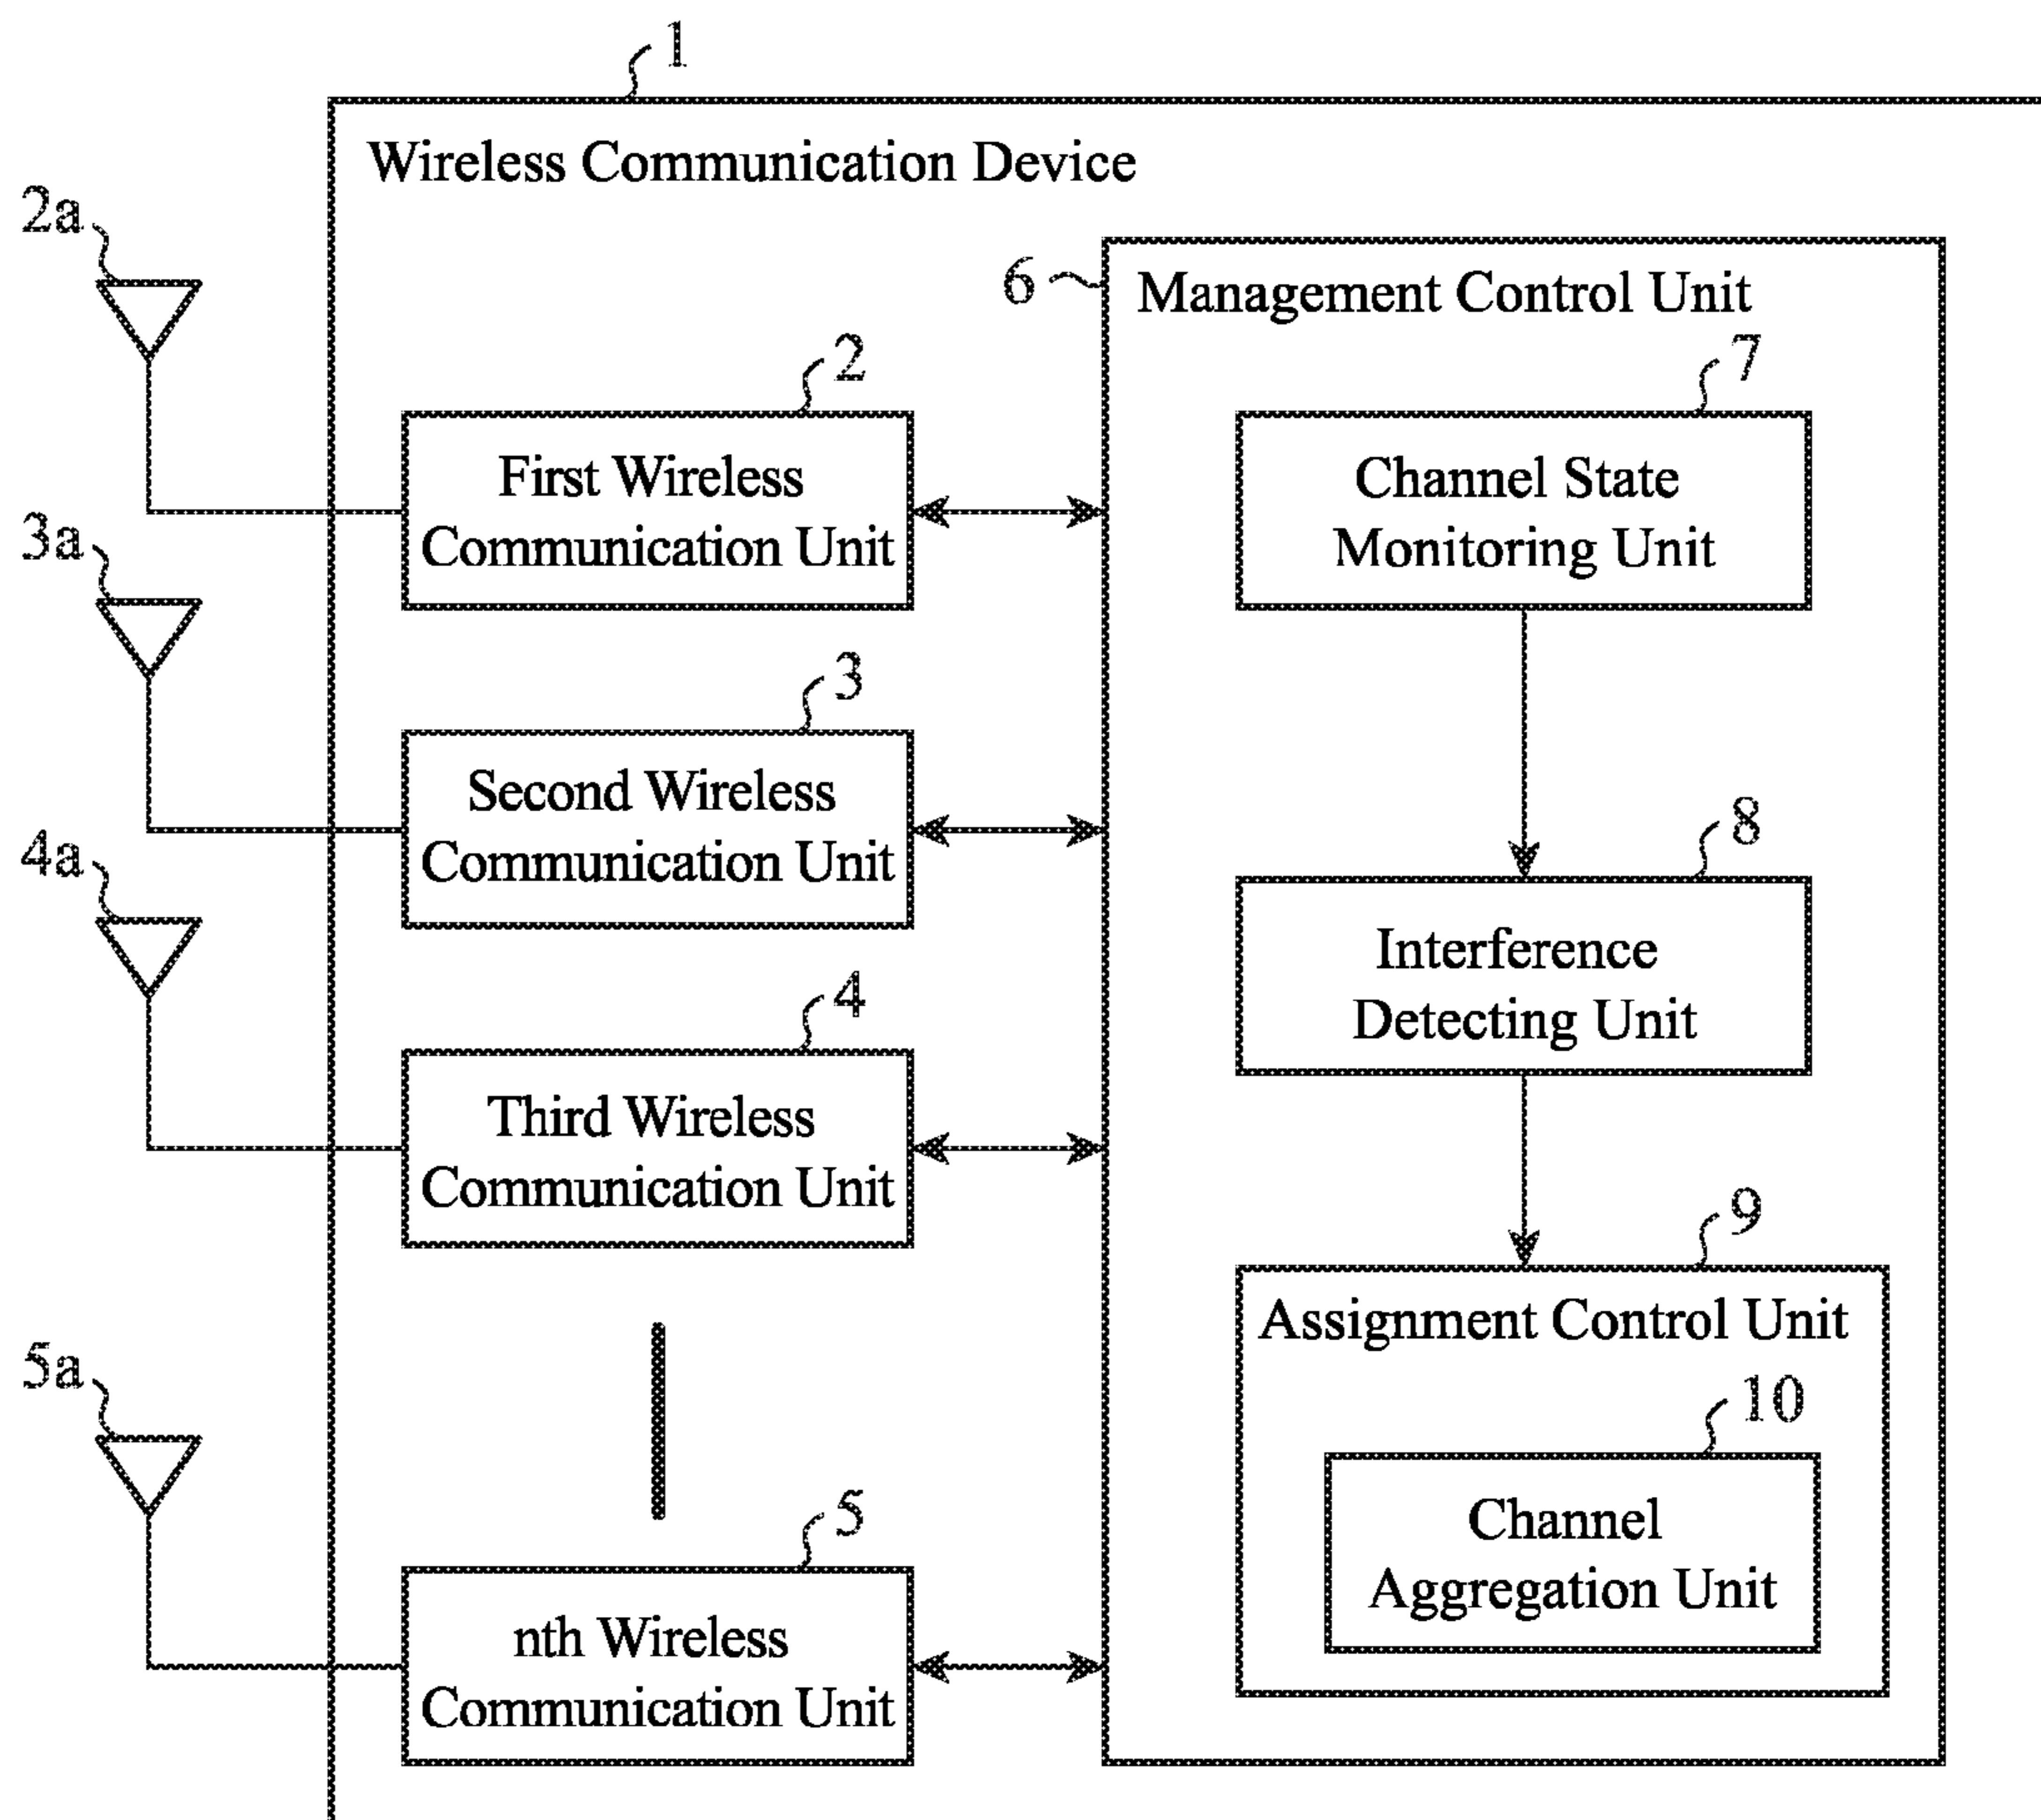 1
Wireless Communication Device
2a
6
Management Control Unit
2
First Wireless
Communication Unit
7
Channel State
Monitoring Unit
3a
3
Second Wireless
Communication Unit
8
Interference
Detecting Unit
4a
4
Third Wireless
Communication Unit
9
Assignment Control Unit
10
Channel
Aggregation Unit
5a
5
nth Wireless
Communication Unit